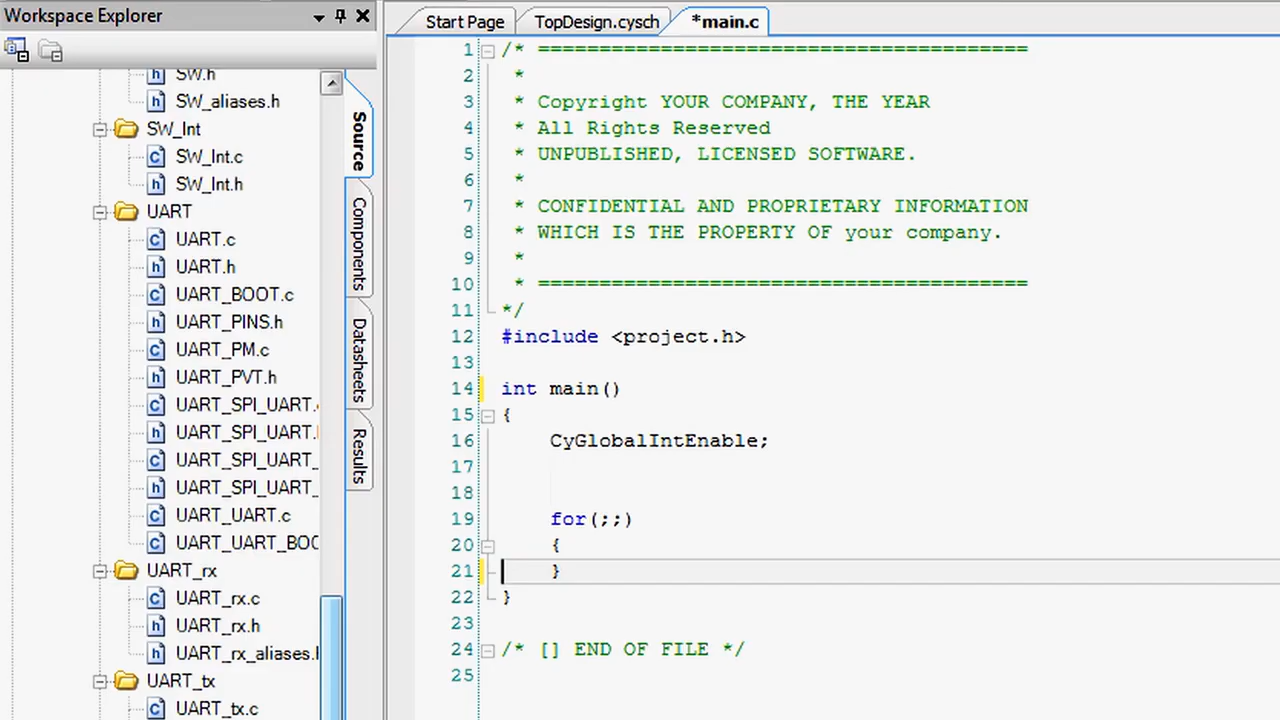 Workspace Explorer
SW.h
SW_aliases.h
SW_Int
SW_Int.c
SW_Int.h
UART
UART.c
UART.h
UART_BOOT.c
UART_PINS.h
UART_PM.c
UART_PVT.h
UART_SPI_UART.
UART_SPI_UART.
UART_SPI_UART_
UART_SPI_UART_
UART_UART.c
UART_UART_BOO
UART_rx
UART_rx.c
UART_rx.h
UART_rx_aliases.h
UART_tx
UART_tx.c
Source
Components
Datasheets
Results
Start Page
TopDesign.cysch
*main.c
1 /* ========================================
2 *
3 * Copyright YOUR COMPANY, THE YEAR
4 * All Rights Reserved
5 * UNPUBLISHED, LICENSED SOFTWARE.
6 *
7 * CONFIDENTIAL AND PROPRIETARY INFORMATION
8 * WHICH IS THE PROPERTY OF your company.
9 *
10 * ========================================
11 */
12 #include <project.h>
13
14 int main()
15 {
16 CyGlobalIntEnable;
17
18
19 for(;;)
20 {
21 }
22 }
23
24 /* [] END OF FILE */
25